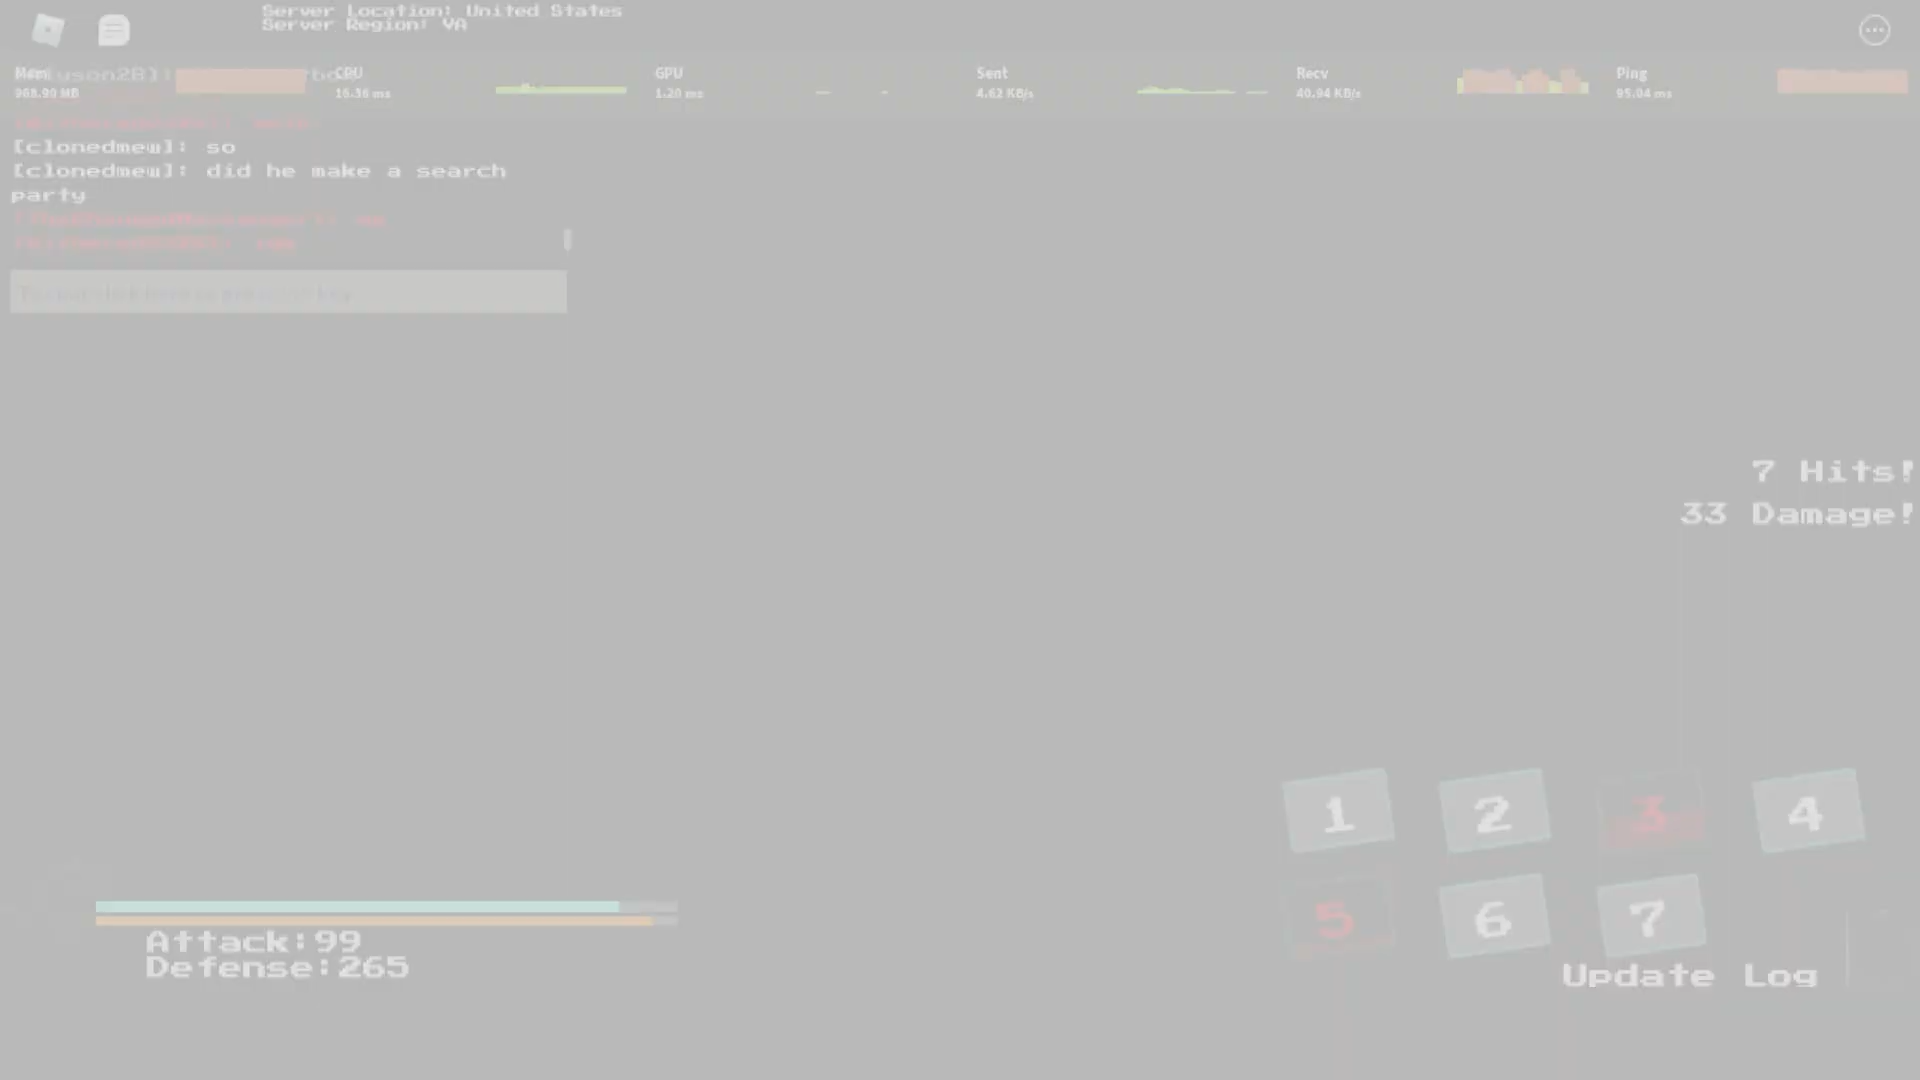 Server Location: United States
Server Region: VA
Mem CPU GPU Sent Recv Ping
968.90 MB 16.36 ms 1.20 ms 4.62 KB/s 40.94 KB/s 95.04 ms
[clonedmew]: so
[clonedmew]: did he make a search
party
7 Hits!
33 Damage!
1 2 3 4
5 6 7
Attack:99
Defense:265
Update Log